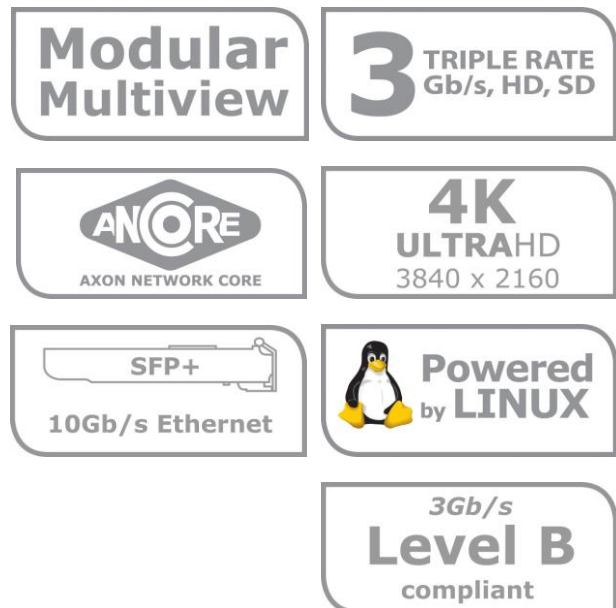 Modular
Multiview
3 TRIPLE RATE
Gb/s, HD, SD
ANCORE
AXON NETWORK CORE
4K
ULTRAHD
3840 x 2160
SFP+
10Gb/s Ethernet
Powered
by LINUX
3Gb/s
Level B
compliant